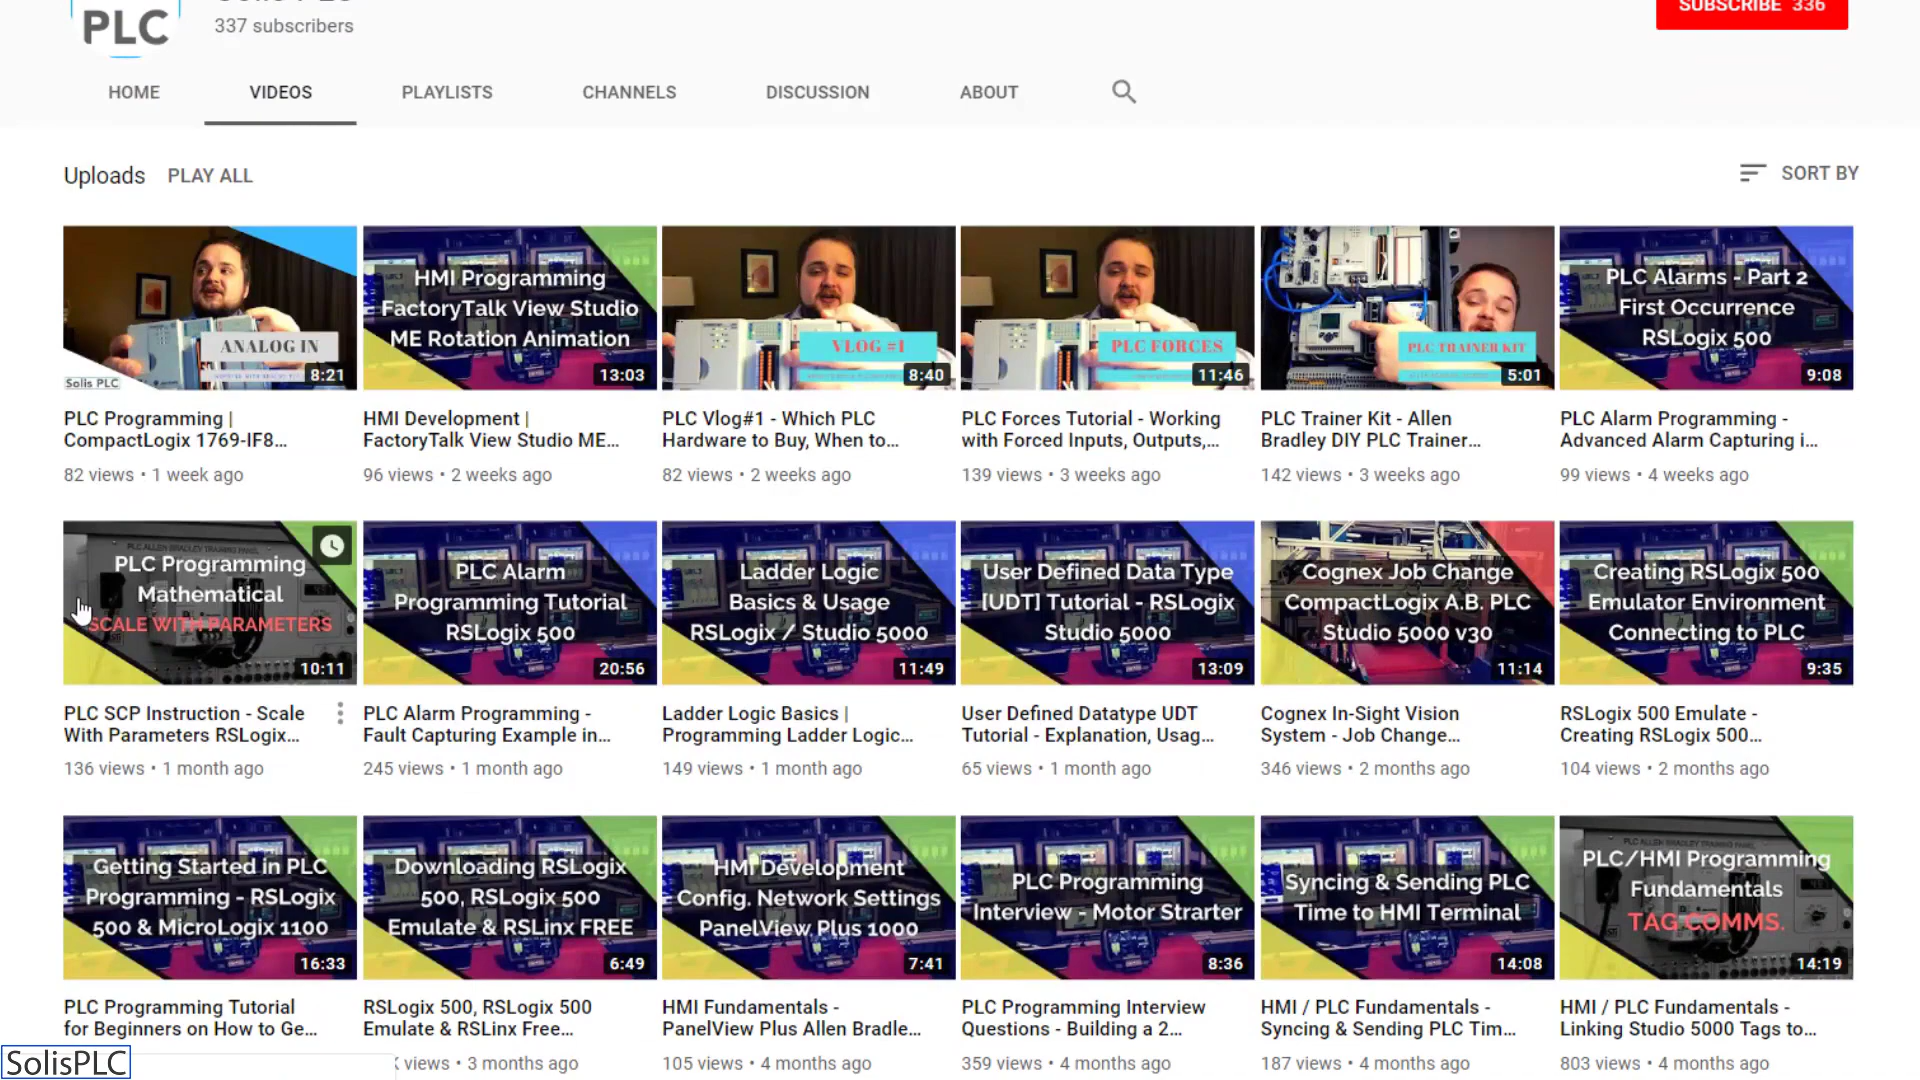 PLC
337 subscribers
SUBSCRIBE 336
HOME
VIDEOS
PLAYLISTS
CHANNELS
DISCUSSION
ABOUT
Uploads
PLAY ALL
SORT BY
ANALOG IN
Solis PLC
8:21
HMI Programming
FactoryTalk View Studio
ME Rotation Animation
13:03
VLOG #1
8:40
PLC FORCES
11:46
PLC TRAINER KIT
5:01
PLC Alarms - Part 2
First Occurrence
RSLogix 500
9:08
PLC Programming |
CompactLogix 1769-IF8...
82 views • 1 week ago
HMI Development |
FactoryTalk View Studio ME...
96 views • 2 weeks ago
PLC Vlog#1 - Which PLC
Hardware to Buy, When to...
82 views • 2 weeks ago
PLC Forces Tutorial - Working
with Forced Inputs, Outputs,...
139 views • 3 weeks ago
PLC Trainer Kit - Allen
Bradley DIY PLC Trainer...
142 views • 3 weeks ago
PLC Alarm Programming -
Advanced Alarm Capturing i...
99 views • 4 weeks ago
PLC ALLEN BRADLEY TRAINING PANEL
PLC Programming
Mathematical
SCALE WITH PARAMETERS
10:11
PLC Alarm
Programming Tutorial
RSLogix 500
20:56
Ladder Logic
Basics & Usage
RSLogix / Studio 5000
11:49
User Defined Data Type
[UDT] Tutorial - RSLogix
Studio 5000
13:09
Cognex Job Change
CompactLogix A.B. PLC
Studio 5000 v30
11:14
Creating RSLogix 500
Emulator Environment
Connecting to PLC
9:35
PLC SCP Instruction - Scale
With Parameters RSLogix...
136 views • 1 month ago
PLC Alarm Programming -
Fault Capturing Example in...
245 views • 1 month ago
Ladder Logic Basics |
Programming Ladder Logic...
149 views • 1 month ago
User Defined Datatype UDT
Tutorial - Explanation, Usag...
65 views • 1 month ago
Cognex In-Sight Vision
System - Job Change...
346 views • 2 months ago
RSLogix 500 Emulate -
Creating RSLogix 500...
104 views • 2 months ago
Getting Started in PLC
Programming - RSLogix
500 & MicroLogix 1100
16:33
Downloading RSLogix
500, RSLogix 500
Emulate & RSLinx FREE
6:49
HMI Development
Config. Network Settings
PanelView Plus 1000
7:41
PLC Programming
Interview - Motor Strarter
8:36
Syncing & Sending PLC
Time to HMI Terminal
14:08
PLC ALLEN BRADLEY TRAINING PANEL
PLC/HMI Programming
Fundamentals
TAG COMMS.
14:19
PLC Programming Tutorial
for Beginners on How to Ge...
RSLogix 500, RSLogix 500
Emulate & RSLinx Free...
views • 3 months ago
HMI Fundamentals -
PanelView Plus Allen Bradle...
105 views • 4 months ago
PLC Programming Interview
Questions - Building a 2...
359 views • 4 months ago
HMI / PLC Fundamentals -
Syncing & Sending PLC Tim...
187 views • 4 months ago
HMI / PLC Fundamentals -
Linking Studio 5000 Tags to...
803 views • 4 months ago
SolisPLC